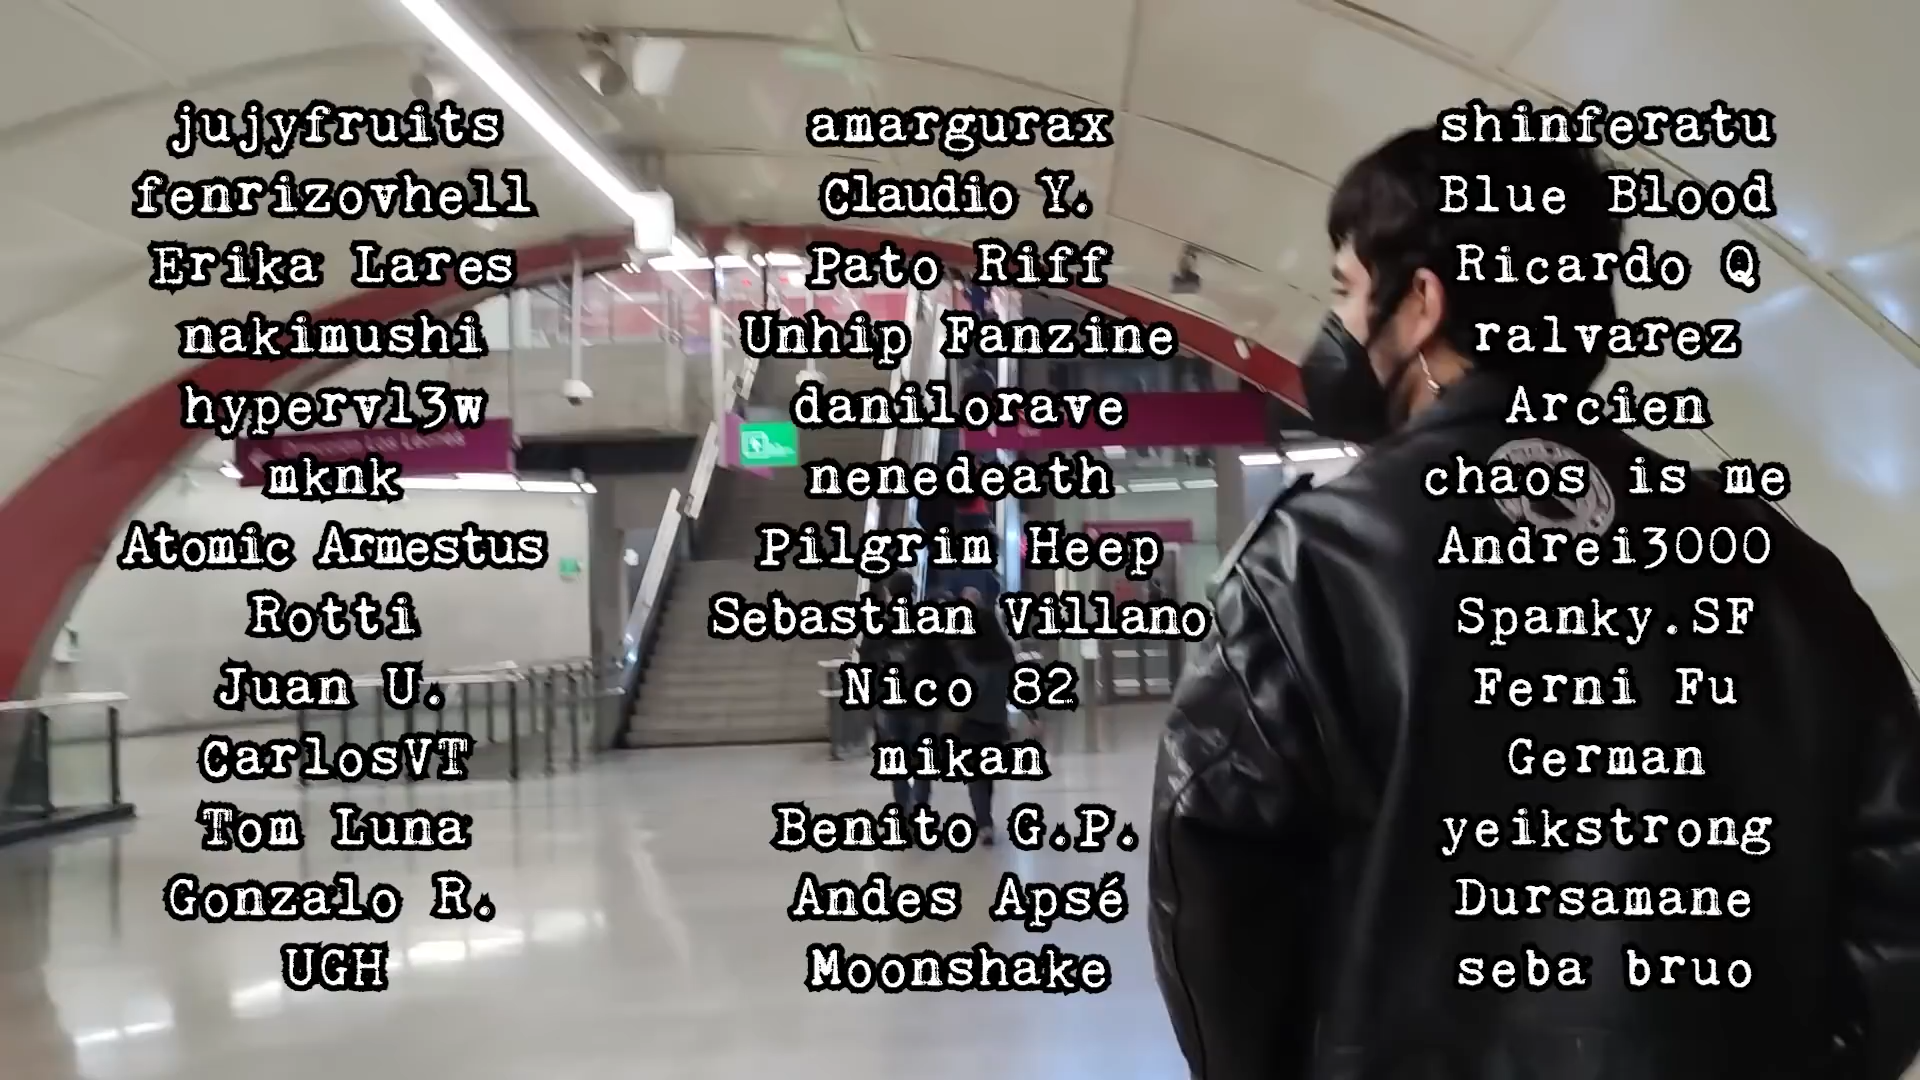 jujyfruits
fenrizovhell
Erika Lares
nakimushi
hypervl3w
mknk
Atomic Armestus
Rotti
Juan U.
CarlosVT
Tom Luna
Gonzalo R.
UGH
amargurax
Claudio Y.
Pato Riff
Unhip Fanzine
danilorave
nenedeath
Pilgrim Heep
Sebastian Villano
Nico 82
mikan
Benito G.P.
Andes Apsé
Moonshake
shinferatu
Blue Blood
Ricardo Q
ralvarez
Arcien
chaos is me
Andrei3000
Spanky.SF
Ferni Fu
German
yeikstrong
Dursamane
seba bruo